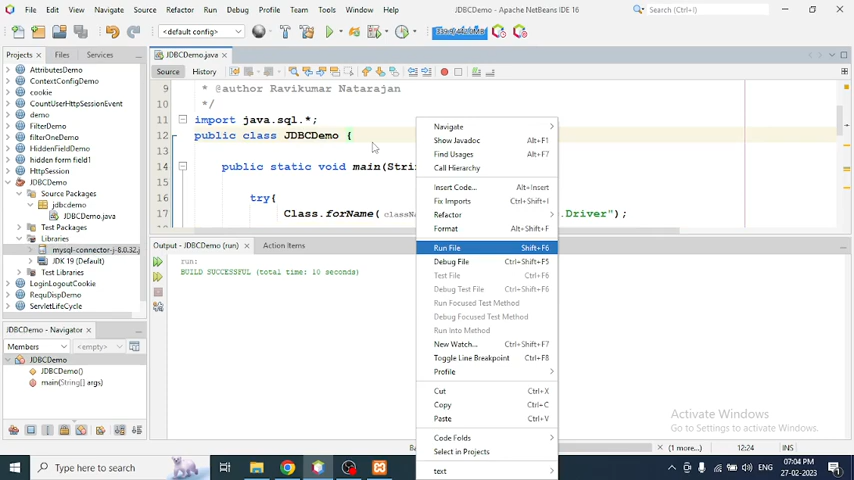 File Edit View Navigate Source Refactor Run Debug Profile Team Tools Window Help
JDBCDemo - Apache NetBeans IDE 16
Search (Ctrl+I)
<default config>
Projects × Files Services
AttributesDemo
ContextConfigDemo
cookie
CountUserHttpSessionEvent
demo
FilterDemo
filterOneDemo
HiddenFieldDemo
hidden form field1
HttpSession
JDBCDemo
Source Packages
jdbcdemo
JDBCDemo.java
Test Packages
Libraries
mysql-connector-j-8.0.32.j
JDK 19 (Default)
Test Libraries
LoginLogoutCookie
RequDispDemo
ServletLifeCycle
JDBCDemo - Navigator ×
Members <empty>
JDBCDemo
JDBCDemo()
main(String[] args)
JDBCDemo.java ×
Source History
9 * @author Ravikumar Natarajan
10 */
11 import java.sql.*;
12 public class JDBCDemo {
13
14 public static void main(Stri
15
16 try{
17 Class.forName( className .Driver");
Run - JDBCDemo (run) × Action Items
run:
BUILD SUCCESSFUL (total time: 10 seconds)
Navigate
Show Javadoc Alt+F1
Find Usages Alt+F7
Call Hierarchy
Insert Code... Alt+Insert
Fix Imports Ctrl+Shift+I
Refactor
Format Alt+Shift+F
Run File Shift+F6
Debug File Ctrl+Shift+F5
Test File Ctrl+F6
Debug Test File Ctrl+Shift+F6
Run Focused Test Method
Debug Focused Test Method
Run Into Method
New Watch... Ctrl+Shift+F7
Toggle Line Breakpoint Ctrl+F8
Profile
Cut Ctrl+X
Copy Ctrl+C
Paste Ctrl+V
Code Folds
Select in Projects
text
Activate Windows
Go to Settings to activate Windows.
(1 more...) 12:24 INS
Type here to search
ENG
07:04 PM
27-02-2023